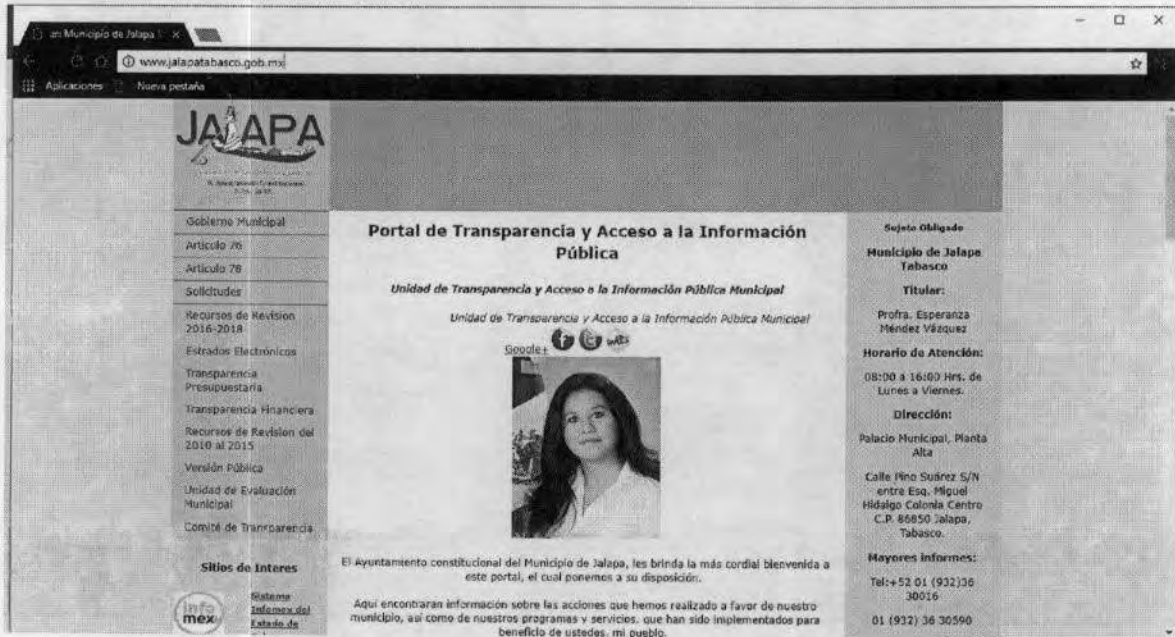 an Municipio de Jalapa
www.jalapatabasco.gob.mx
Aplicaciones
Nueva pestaña
JALAPA
Gobierno Municipal
Artículo 76
Artículo 78
Solicitudes
Recursos de Revision
2016-2018
Estrados Electrónicos
Transparencia
Presupuestaria
Transparencia Financiera
Recursos de Revision del
2010 al 2015
Versión Pública
Unidad de Evaluación
Municipal
Comité de Transparencia
Sitios de Interes
info
mex
Sistema
Infomex del
Estado de
Portal de Transparencia y Acceso a la Información
Pública
Unidad de Transparencia y Acceso a la Información Pública Municipal
Unidad de Transparencia y Acceso a la Información Pública Municipal
Google+
El Ayuntamiento constitucional del Municipio de Jalapa, les brinda la más cordial bienvenida a
este portal, el cual ponemos a su disposición.
Aquí encontraran información sobre las acciones que hemos realizado a favor de nuestro
municipio, así como de nuestros programas y servicios, que han sido implementados para
beneficio de ustedes, mi pueblo.
Sujeto Obligado
Municipio de Jalapa
Tabasco
Titular:
Profra. Esperanza
Méndez Vázquez
Horario de Atención:
08:00 a 16:00 Hrs. de
Lunes a Viernes.
Dirección:
Palacio Municipal, Planta
Alta
Calle Pino Suárez S/N
entre Esq. Miguel
Hidalgo Colonia Centro
C.P. 86850 Jalapa,
Tabasco.
Mayores informes:
Tel:+52 01 (932)36
30016
01 (932) 36 30590